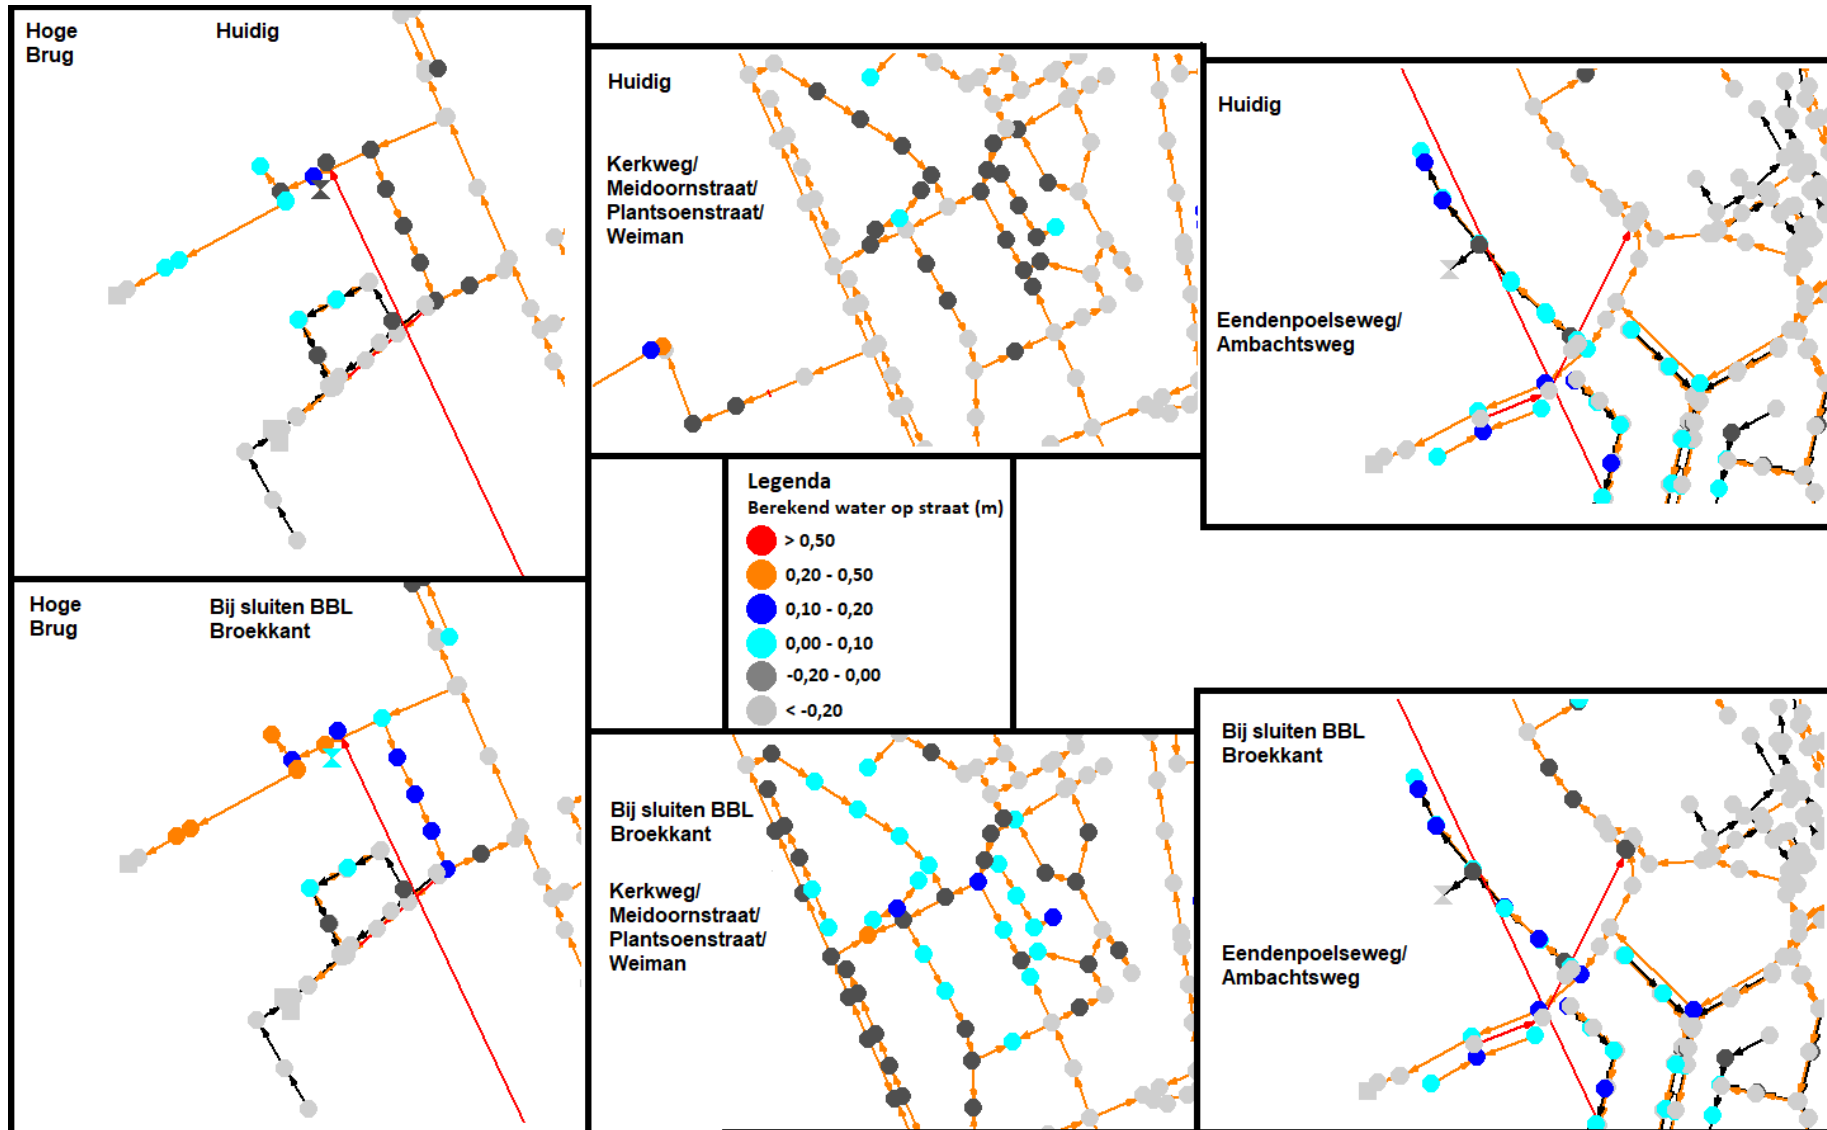 Hoge
Brug
Huidig
Huidig
Kerkweg/
Meidoornstraat/
Plantsoenstraat/
Weiman
Huidig
Eendenpoelseweg/
Ambachtsweg
Legenda
Berekend water op straat (m)
> 0,50
0,20 - 0,50
0,10 - 0,20
0,00 - 0,10
-0,20 - 0,00
< -0,20
Hoge
Brug
Bij sluiten BBL
Broekkant
Bij sluiten BBL
Broekkant
Kerkweg/
Meidoornstraat/
Plantsoenstraat/
Weiman
Bij sluiten BBL
Broekkant
Eendenpoelseweg/
Ambachtsweg